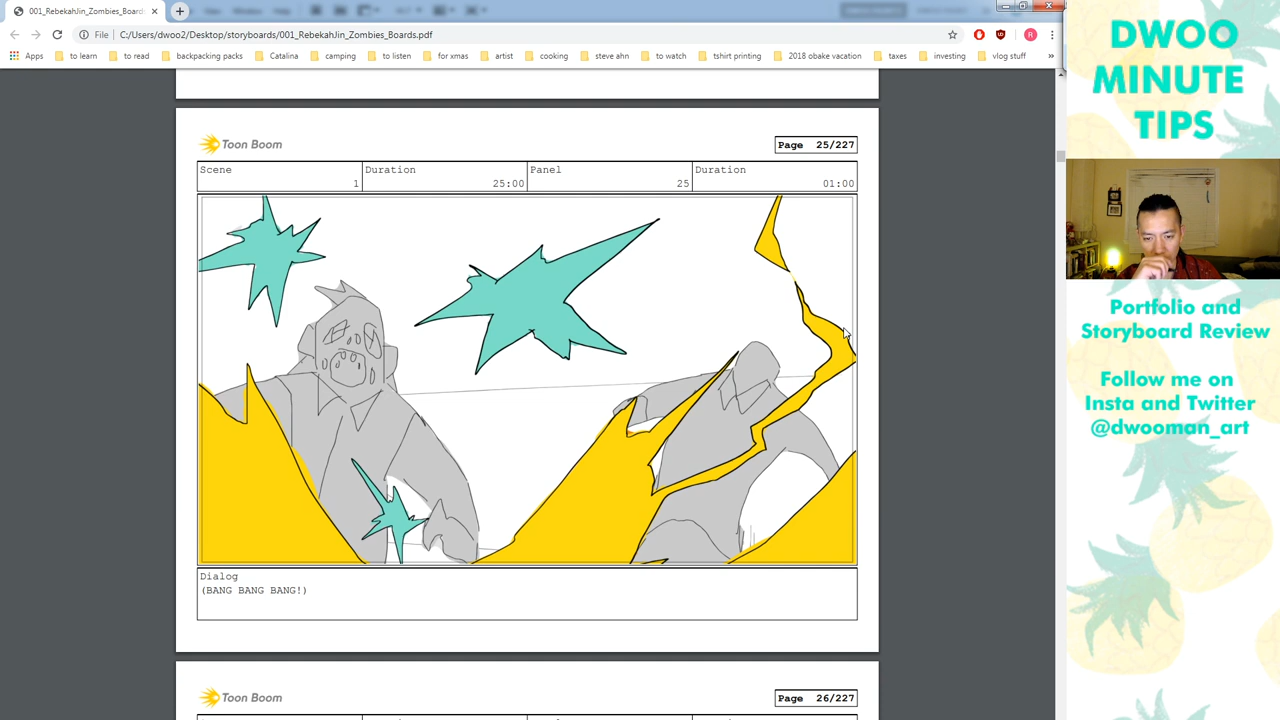 001_RebekahJin_Zombies_Boards
File
C:/Users/dwoo2/Desktop/storyboards/001_RebekahJin_Zombies_Boards.pdf
R
Apps
to learn
to read
backpacking packs
Catalina
camping
to listen
for xmas
artist
cooking
steve ahn
to watch
tshirt printing
2018 obake vacation
taxes
investing
vlog stuff
»
Toon Boom
Page 25/227
Scene
1
Duration
25:00
Panel
25
Duration
01:00
Dialog
(BANG BANG BANG!)
Toon Boom
Page 26/227
DWOO
MINUTE
TIPS
Portfolio and
Storyboard Review
Follow me on
Insta and Twitter
@dwooman_art